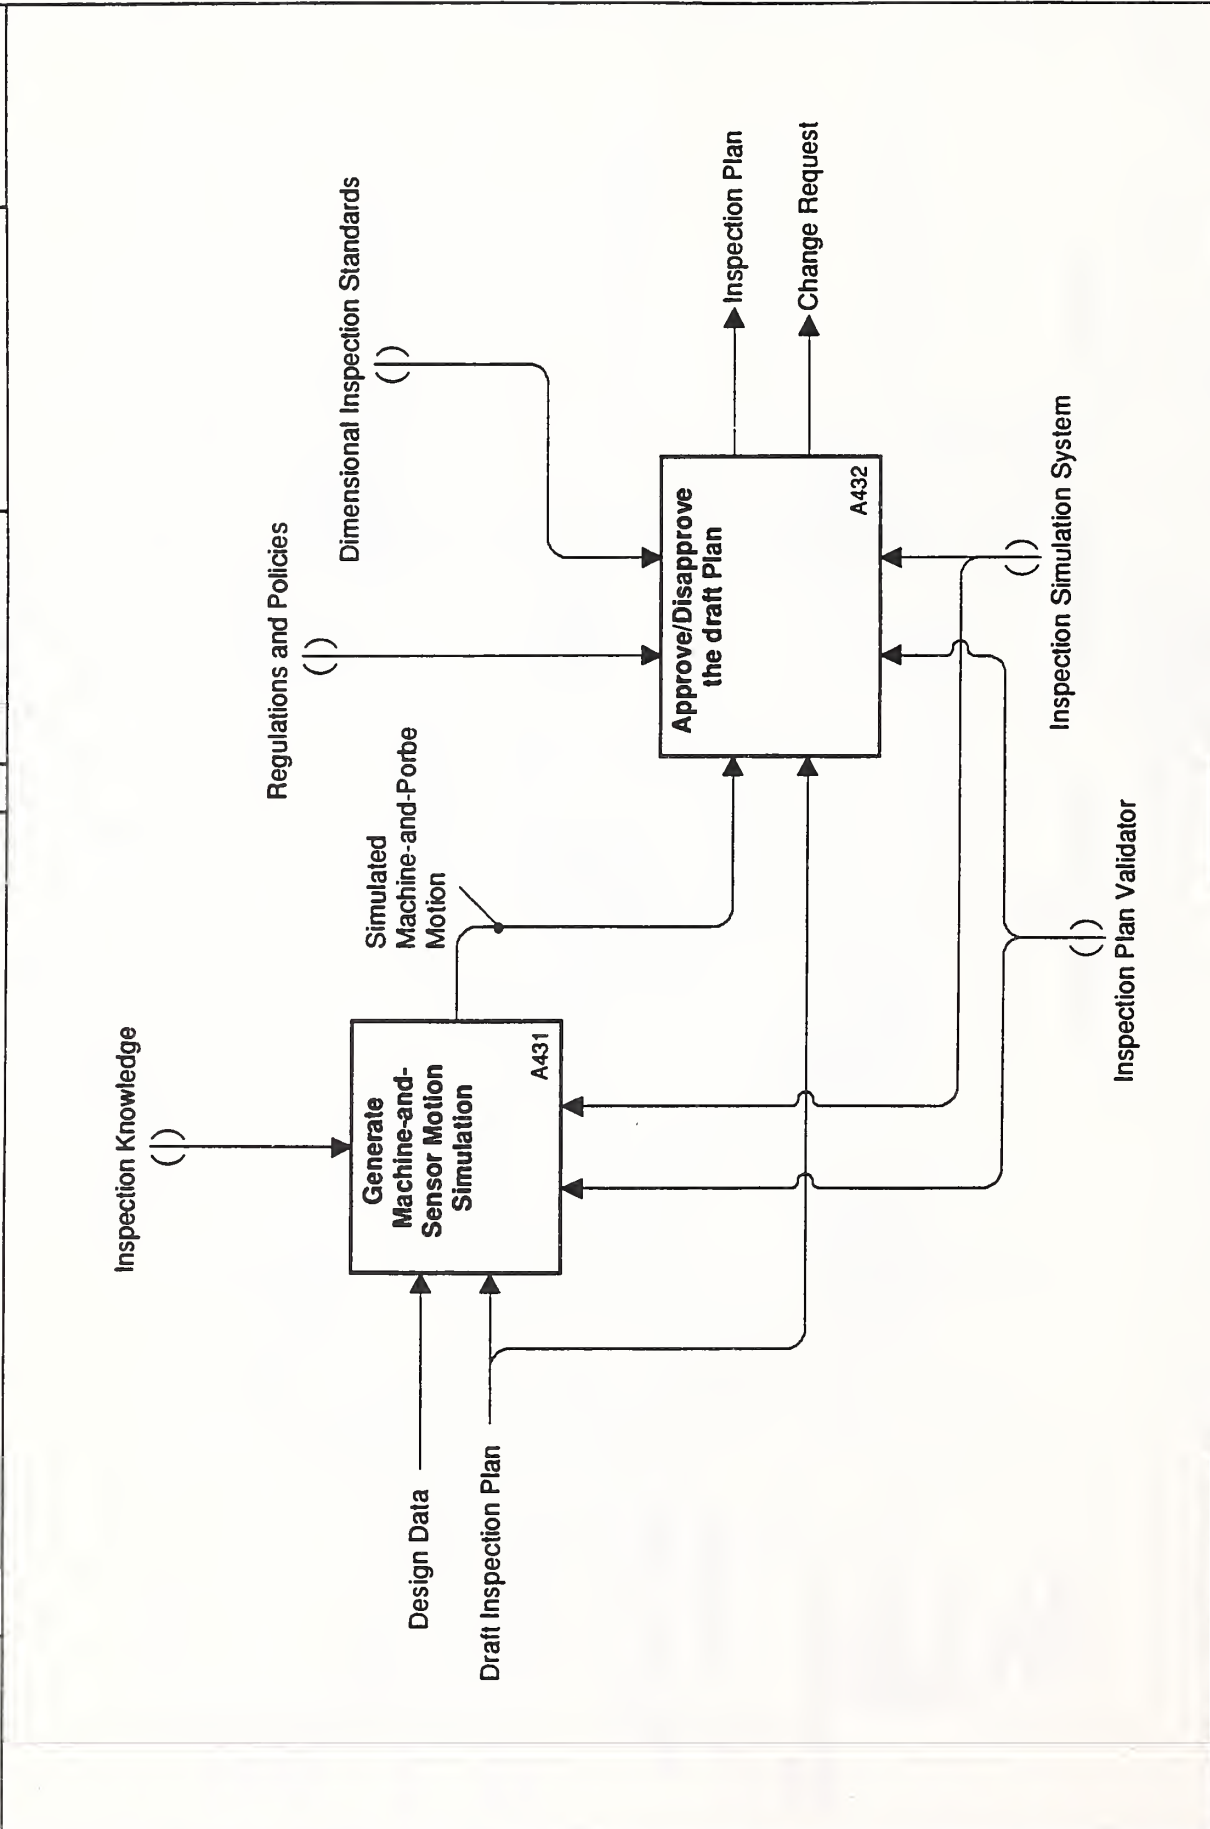 Inspection Knowledge
Regulations and Policies
Dimensional Inspection Standards
Simulated
Machine-and-Porbe
Motion
Design Data
Draft Inspection Plan
Generate
Machine-and-
Sensor Motion
Simulation
A431
Approve/Disapprove
the draft Plan
A432
Inspection Plan
Change Request
Inspection Simulation System
Inspection Plan Validator